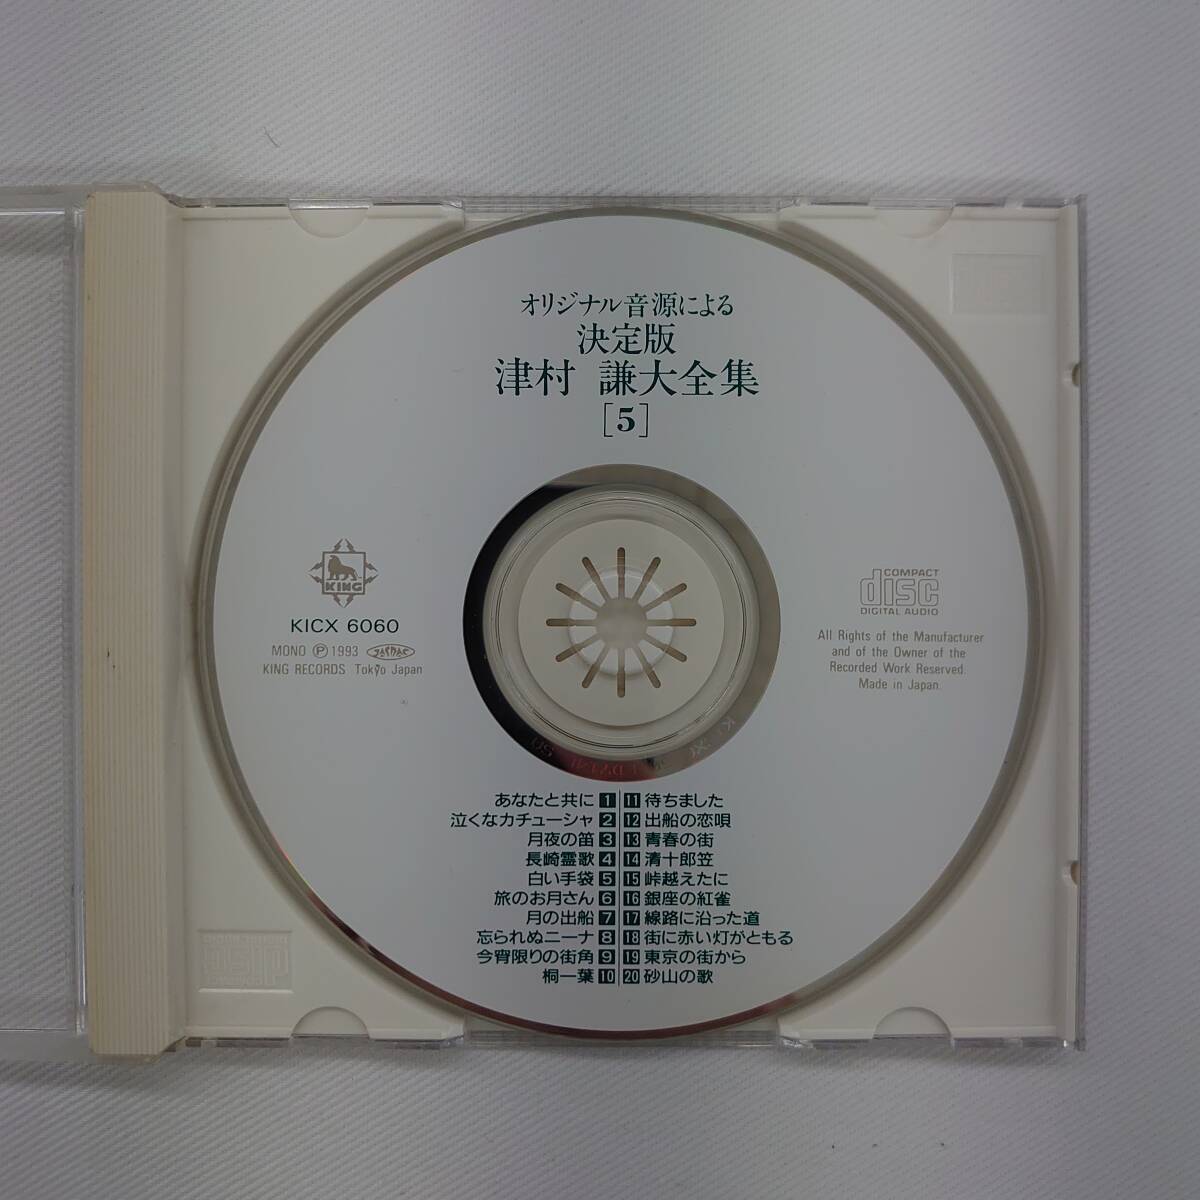 オリジナル音源による
決定版
津村 謙大全集
[5]
KING
KICX 6060
MONO Ⓟ 1993 JASRAC
KING RECORDS Tokyo Japan
COMPACT
disc
DIGITAL AUDIO
All Rights of the Manufacturer
and of the Owner of the
Recorded Work Reserved.
Made in Japan.
あなたと共に 1
泣くなカチューシャ 2
月夜の笛 3
長崎霊歌 4
白い手袋 5
旅のお月さん 6
月の出船 7
忘られぬニーナ 8
今宵限りの街角 9
桐一葉 10
11 待ちました
12 出船の恋唄
13 青春の街
14 清十郎笠
15 峠越えたに
16 銀座の紅雀
17 線路に沿った道
18 街に赤い灯がともる
19 東京の街から
20 砂山の歌